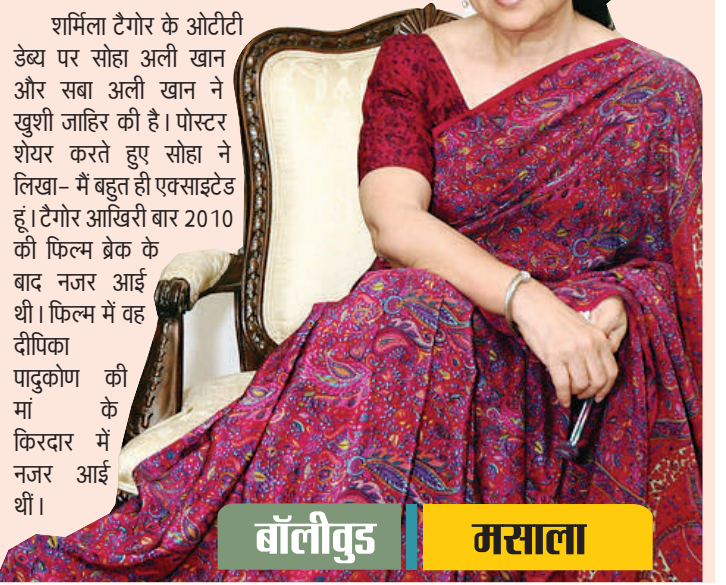 शर्मिला टैगोर के ओटीटी
डेब्य पर सोहा अली खान
और सबा अली खान ने
खुशी जाहिर की है। पोस्टर
शेयर करते हुए सोहा ने
लिखा– मैं बहुत ही एक्साइटेड
हूं। टैगोर आखिरी बार 2010
की फिल्म ब्रेक के
बाद नजर आई
थी। फिल्म में वह
दीपिका
पादुकोण की
मां के
किरदार में
नजर आई
थीं।
बॉलीवुड मसाला